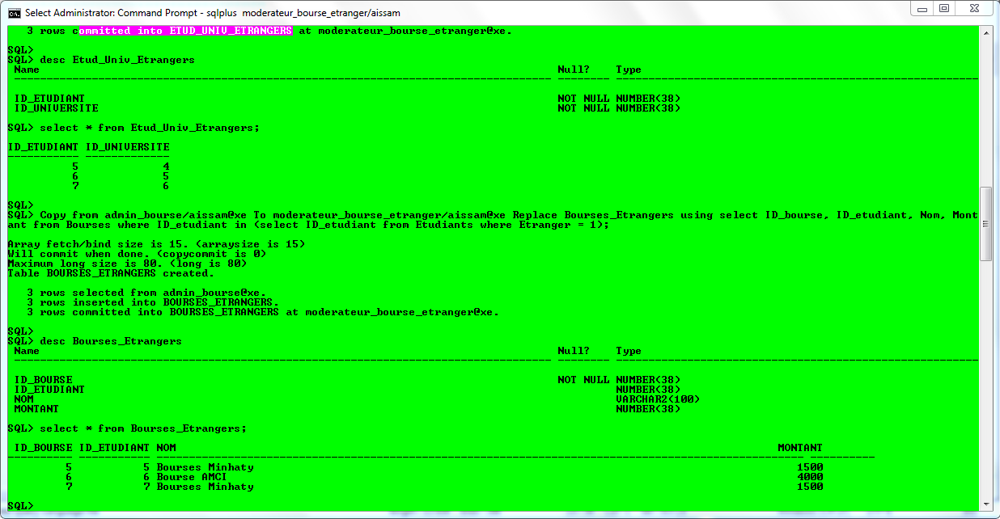 Select Administrator: Command Prompt - sqlplus  moderateur_bourse_etranger/aissam
   3 rows committed into ETUD_UNIV_ETRANGERS at moderateur_bourse_etranger@xe.
SQL>
SQL> desc Etud_Univ_Etrangers
 Name                Null?    Type
 ID_ETUDIANT         NOT NULL NUMBER(38)
 ID_UNIVERSITE       NOT NULL NUMBER(38)
SQL> select * from Etud_Univ_Etrangers;
ID_ETUDIANT ID_UNIVERSITE
          5             4
          6             5
          7             6
SQL>
SQL> Copy from admin_bourse/aissam@xe To moderateur_bourse_etranger/aissam@xe Replace Bourses_Etrangers using select ID_bourse, ID_etudiant, Nom, Mont
ant from Bourses where ID_etudiant in (select ID_etudiant from Etudiants where Etranger = 1);
Array fetch/bind size is 15. (arraysize is 15)
Will commit when done. (copycommit is 0)
Maximum long size is 80. (long is 80)
Table BOURSES_ETRANGERS created.
   3 rows selected from admin_bourse@xe.
   3 rows inserted into BOURSES_ETRANGERS.
   3 rows committed into BOURSES_ETRANGERS at moderateur_bourse_etranger@xe.
SQL>
SQL> desc Bourses_Etrangers
 Name                Null?    Type
 ID_BOURSE           NOT NULL NUMBER(38)
 ID_ETUDIANT                  NUMBER(38)
 NOM                          VARCHAR2(100)
 MONTANT                      NUMBER(38)
SQL> select * from Bourses_Etrangers;
 ID_BOURSE ID_ETUDIANT NOM                MONTANT
         5           5 Bourses Minhaty       1500
         6           6 Bourse AMCI           4000
         7           7 Bourses Minhaty       1500
SQL>